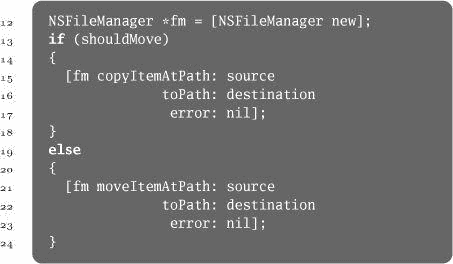 12 NSFileManager *fm = [NSFileManager new];
13 if (shouldMove)
14 {
15   [fm copyItemAtPath: source
16               toPath: destination
17                error: nil];
18 }
19 else
20 {
21   [fm moveItemAtPath: source
22               toPath: destination
23                error: nil];
24 }